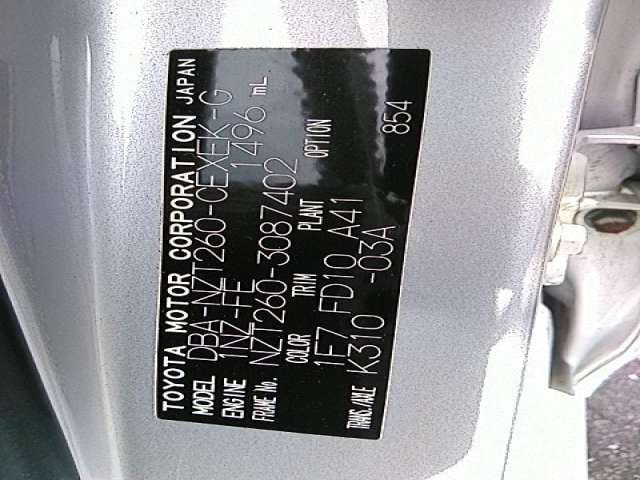 TOYOTA MOTOR CORPORATION JAPAN
MODEL DBA-NZT260-CEXEK-G
ENGINE 1NZ-FE 1496 mL
FRAME No. NZT260-3087402
COLOR TRIM PLANT OPTION
1F7 FD10 A41 854
TRANS./AXLE K310 -03A